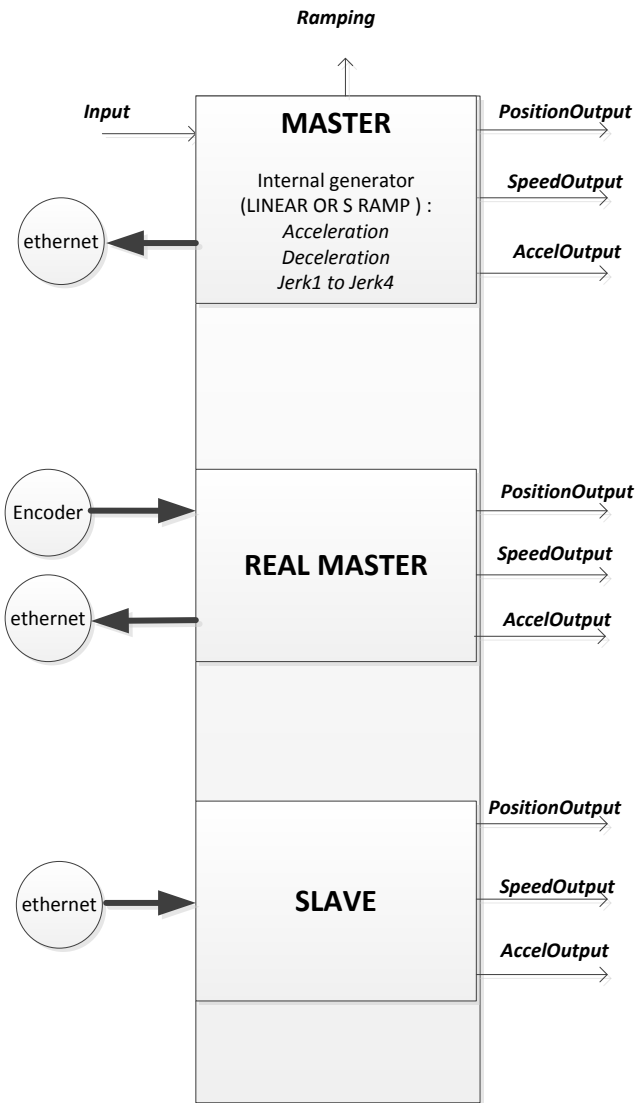 Ramping
Input
MASTER
PositionOutput
Internal generator
(LINEAR OR S RAMP ) :
Acceleration
Deceleration
Jerk1 to Jerk4
SpeedOutput
ethernet
AccelOutput
Encoder
PositionOutput
REAL MASTER
SpeedOutput
ethernet
AccelOutput
PositionOutput
ethernet
SLAVE
SpeedOutput
AccelOutput